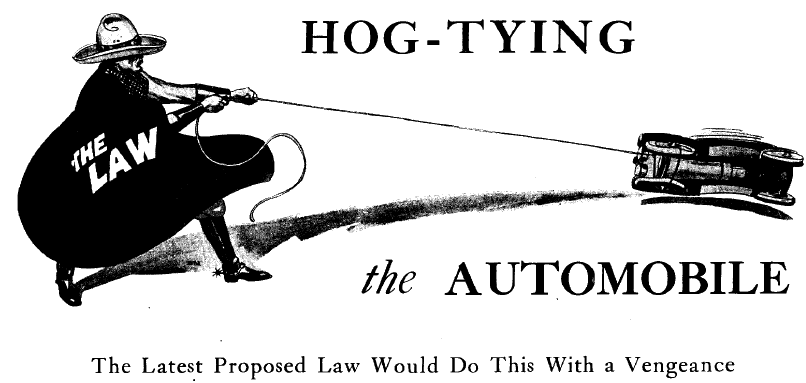 HOG-TYING
THE
LAW
the AUTOMOBILE
The Latest Proposed Law Would Do This With a Vengeance